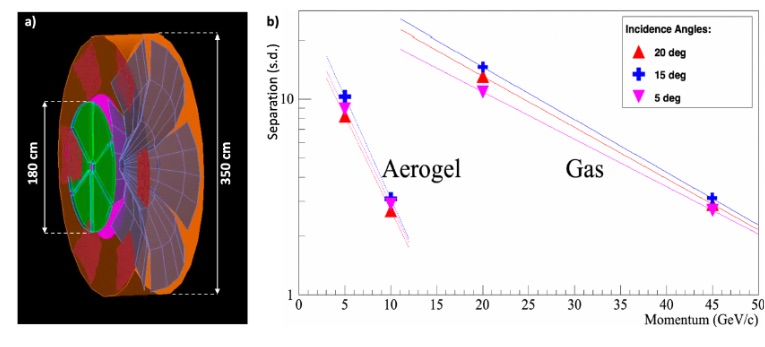 a)
180 cm
350 cm
b)
Separation (s.d.)
10
1
Incidence Angles:
20 deg
15 deg
5 deg
Aerogel
Gas
0 5 10 15 20 25 30 35 40 45 50
Momentum (GeV/c)